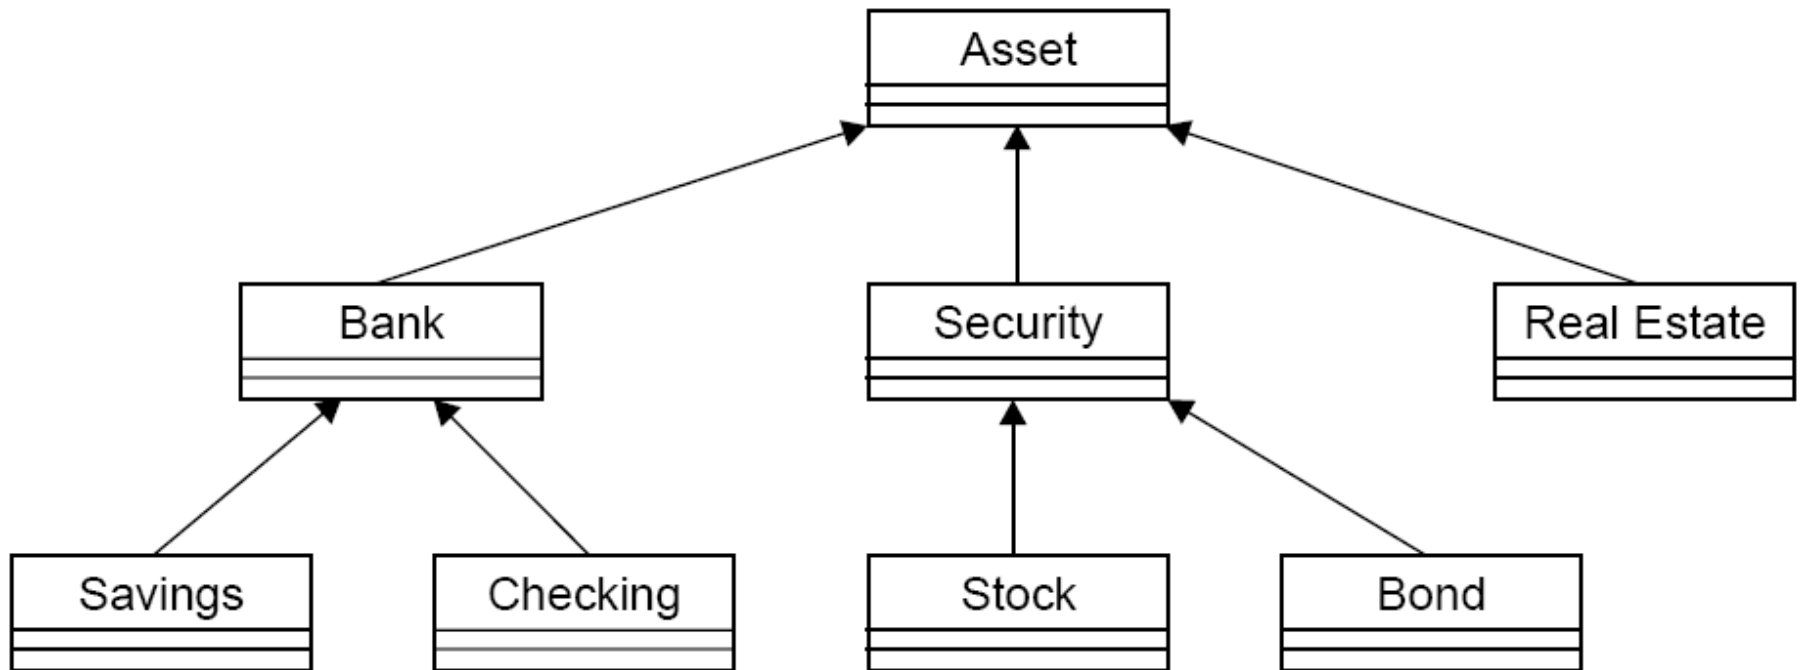 Asset
Bank
Security
Real Estate
Savings
Checking
Stock
Bond